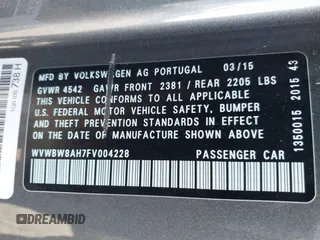 MFD BY VOLKSWAGEN AG PORTUGAL 03/15
GVWR 4542 GAWR FRONT 2381 / REAR 2205 LBS
THIS VEHICLE CONFORMS TO ALL APPLICABLE
U.S. FEDERAL MOTOR VEHICLE SAFETY, BUMPER
AND THEFT PREVENTION STANDARDS IN EFFECT
ON THE DATE OF MANUFACTURE SHOWN ABOVE
WVWBW8AH7FV004228 PASSENGER CAR
1350015 2015 43
738 H